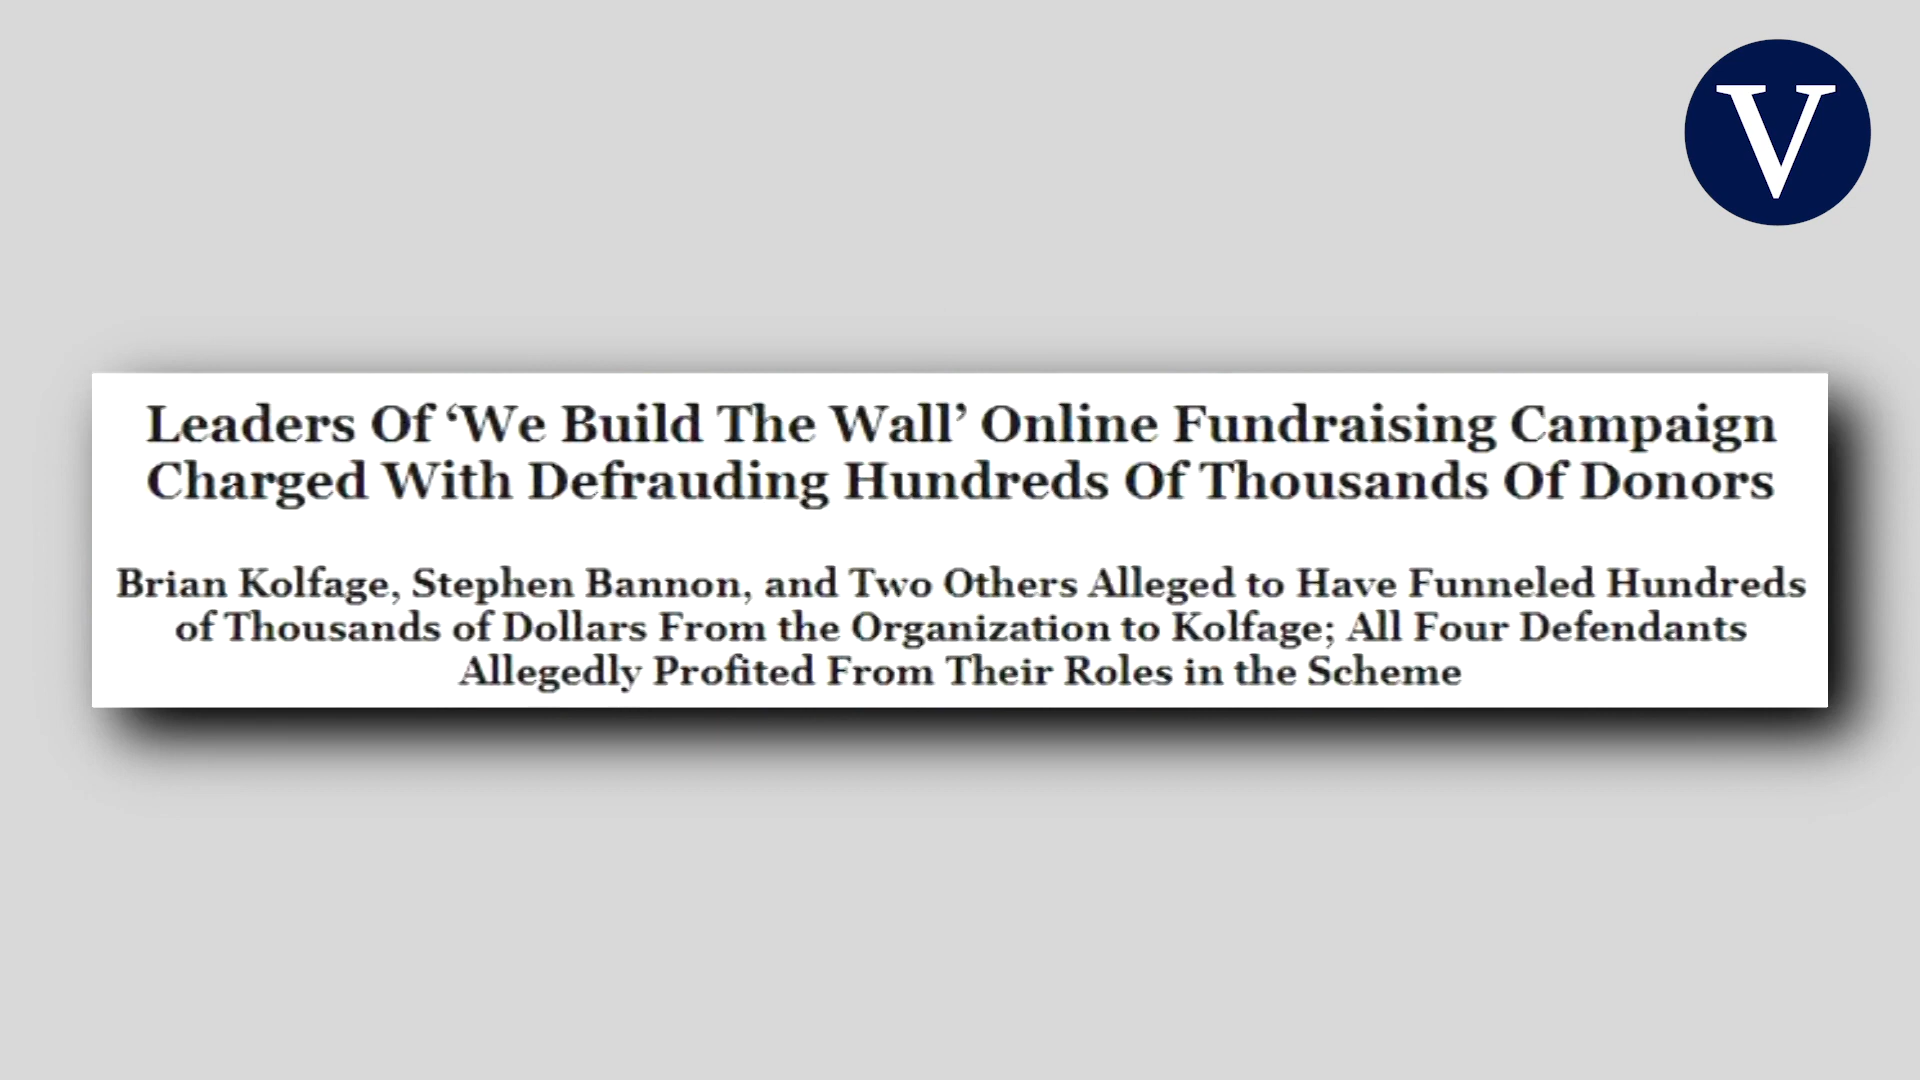 V
Leaders Of ‘We Build The Wall’ Online Fundraising Campaign
Charged With Defrauding Hundreds Of Thousands Of Donors
Brian Kolfage, Stephen Bannon, and Two Others Alleged to Have Funneled Hundreds
of Thousands of Dollars From the Organization to Kolfage; All Four Defendants
Allegedly Profited From Their Roles in the Scheme